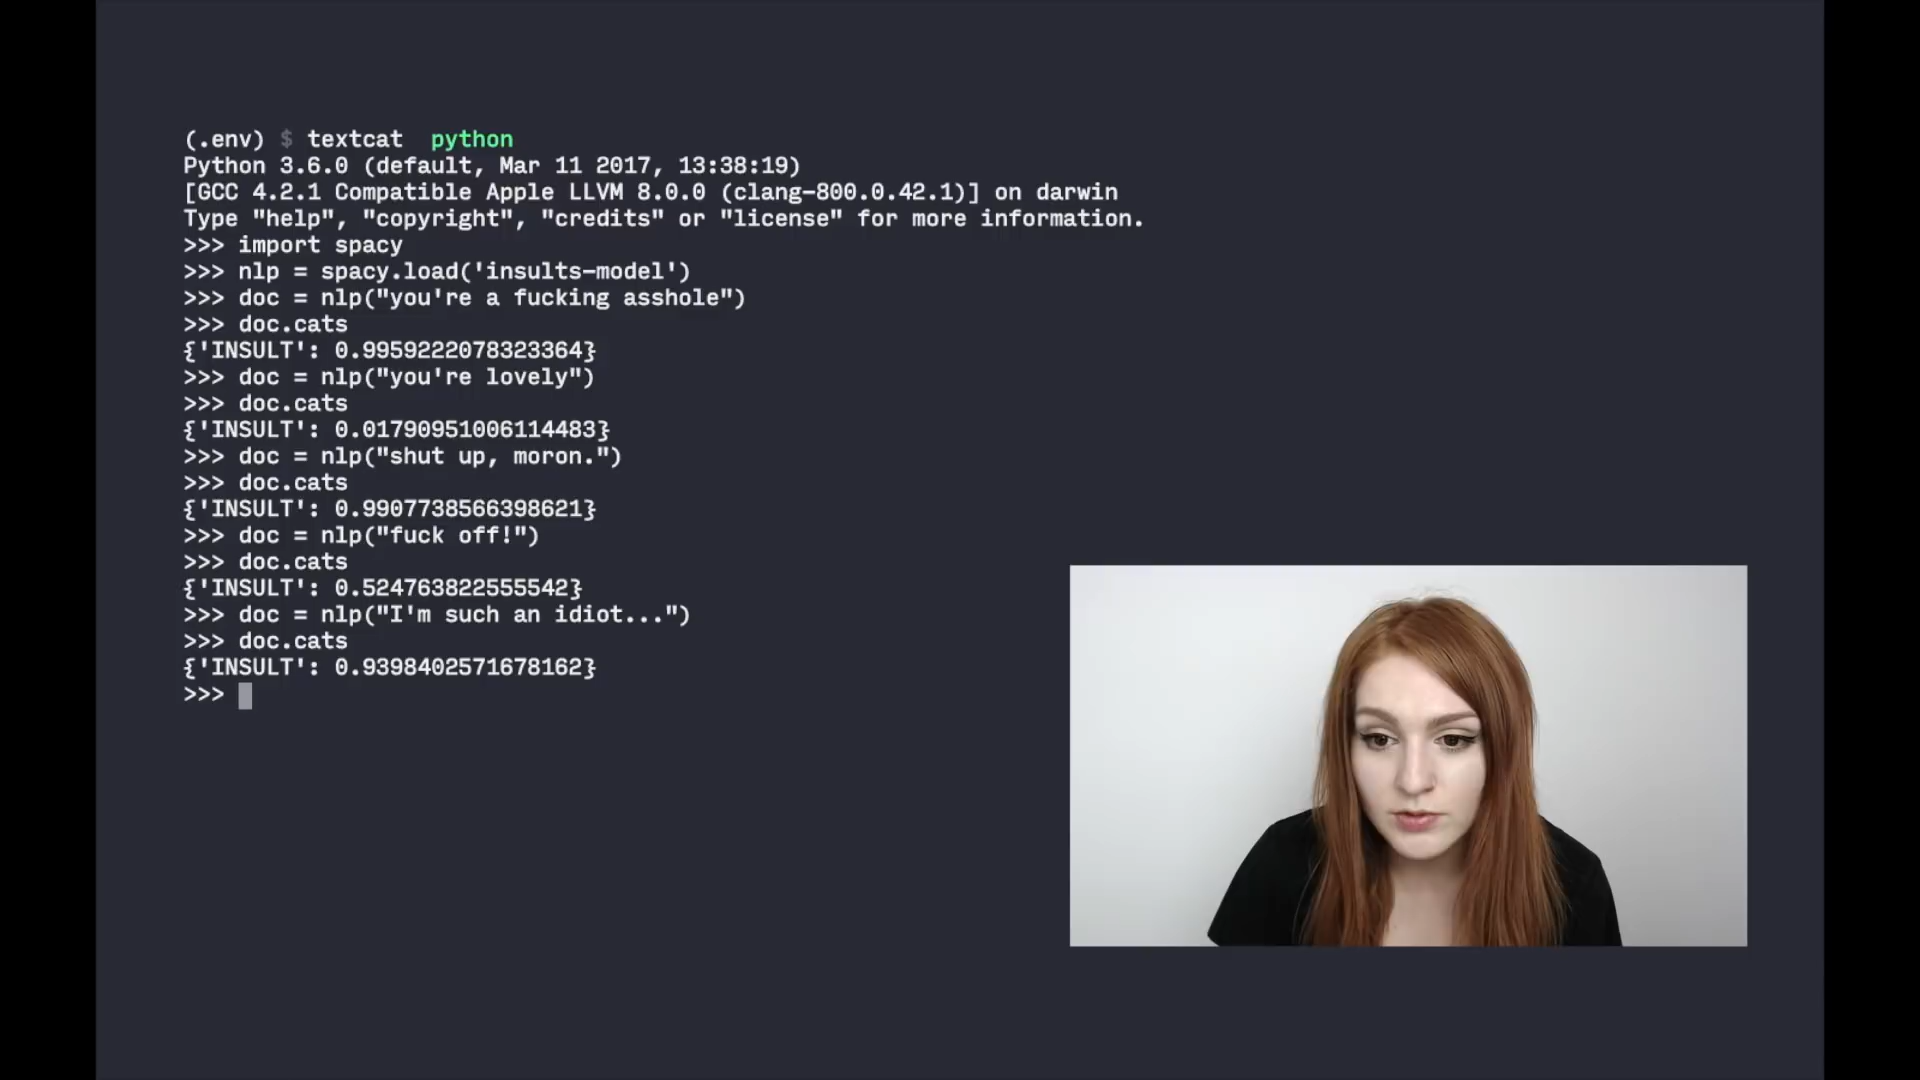 (.env) $ textcat python
Python 3.6.0 (default, Mar 11 2017, 13:38:19)
[GCC 4.2.1 Compatible Apple LLVM 8.0.0 (clang-800.0.42.1)] on darwin
Type "help", "copyright", "credits" or "license" for more information.
>>> import spacy
>>> nlp = spacy.load('insults-model')
>>> doc = nlp("you're a fucking asshole")
>>> doc.cats
{'INSULT': 0.9959222078323364}
>>> doc = nlp("you're lovely")
>>> doc.cats
{'INSULT': 0.01790951006114483}
>>> doc = nlp("shut up, moron.")
>>> doc.cats
{'INSULT': 0.9907738566398621}
>>> doc = nlp("fuck off!")
>>> doc.cats
{'INSULT': 0.524763822555542}
>>> doc = nlp("I'm such an idiot...")
>>> doc.cats
{'INSULT': 0.9398402571678162}
>>>